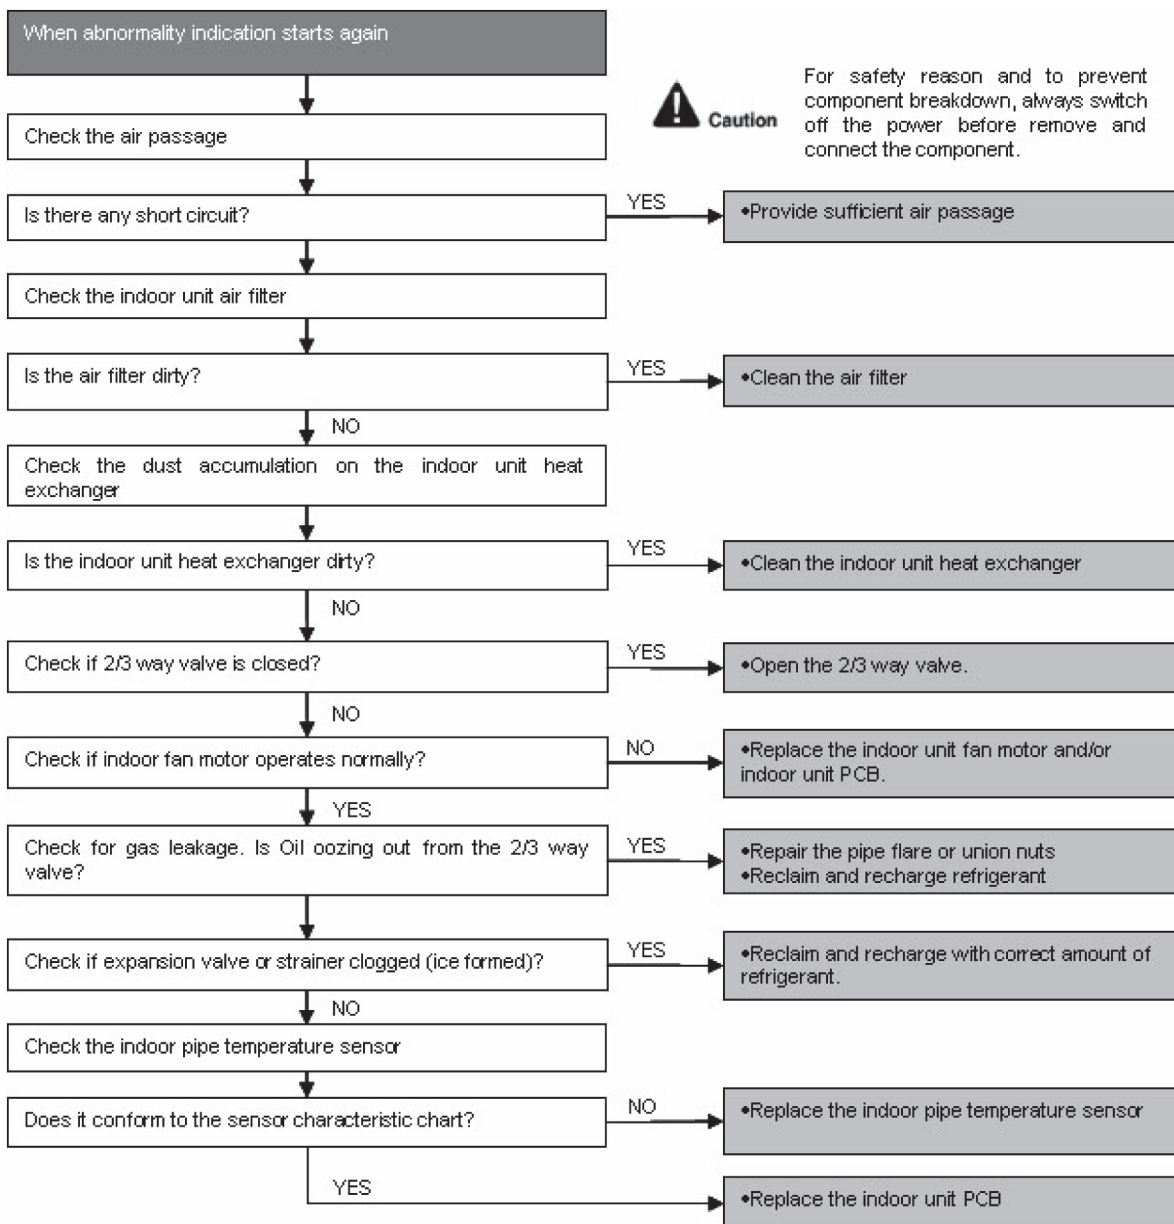 When abnormality indication starts again
Caution
For safety reason and to prevent
component breakdown, always switch
off the power before remove and
connect the component.
Check the air passage
Is there any short circuit?
YES
•Provide sufficient air passage
Check the indoor unit air filter
Is the air filter dirty?
YES
•Clean the air filter
NO
Check the dust accumulation on the indoor unit heat
exchanger
Is the indoor unit heat exchanger dirty?
YES
•Clean the indoor unit heat exchanger
NO
Check if 2/3 way valve is closed?
YES
•Open the 2/3 way valve.
NO
Check if indoor fan motor operates normally?
NO
•Replace the indoor unit fan motor and/or
indoor unit PCB.
YES
Check for gas leakage. Is Oil oozing out from the 2/3 way
valve?
YES
•Repair the pipe flare or union nuts
•Reclaim and recharge refrigerant
Check if expansion valve or strainer clogged (ice formed)?
YES
•Reclaim and recharge with correct amount of
refrigerant.
NO
Check the indoor pipe temperature sensor
Does it conform to the sensor characteristic chart?
NO
•Replace the indoor pipe temperature sensor
YES
•Replace the indoor unit PCB